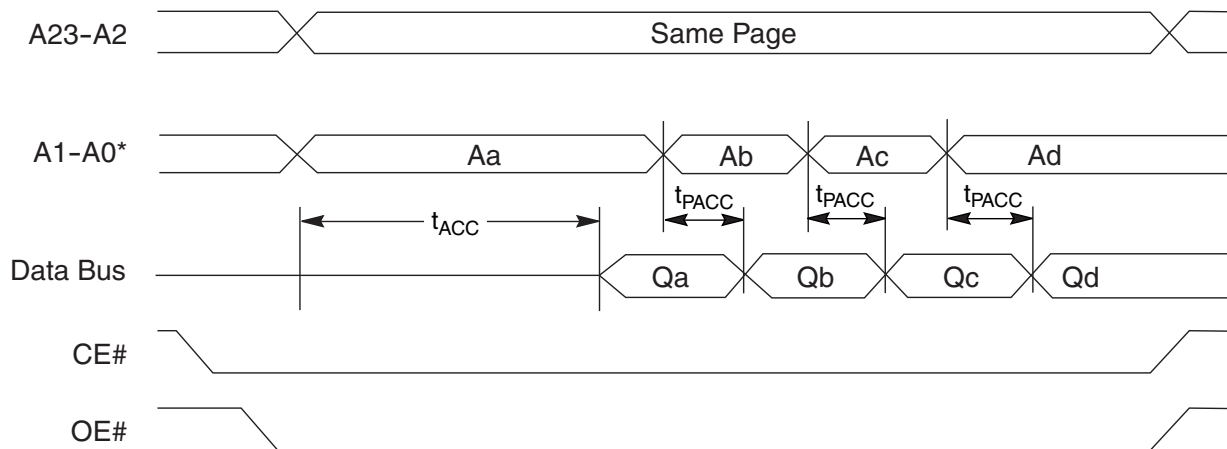 A23–A2
Same Page
A1–A0*
Aa
Ab
Ac
Ad
tACC
tPACC
tPACC
tPACC
Data Bus
Qa
Qb
Qc
Qd
CE#
OE#